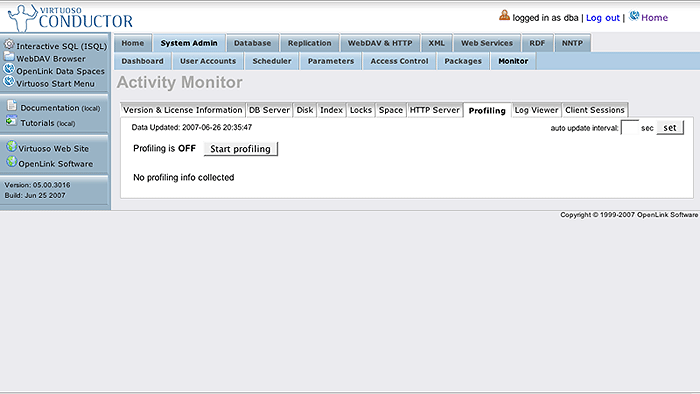 VIRTUOSO
CONDUCTOR
logged in as dba | Log out | Home
Interactive SQL (ISQL)
WebDAV Browser
OpenLink Data Spaces
Virtuoso Start Menu
Documentation (local)
Tutorials (local)
Virtuoso Web Site
OpenLink Software
Version: 05.00.3016
Build: Jun 25 2007
Home System Admin Database Replication WebDAV & HTTP XML Web Services RDF NNTP
Dashboard User Accounts Scheduler Parameters Access Control Packages Monitor
Activity Monitor
Version & License Information DB Server Disk Index Locks Space HTTP Server Profiling Log Viewer Client Sessions
Data Updated: 2007-06-26 20:35:47 auto update interval: sec set
Profiling is OFF Start profiling
No profiling info collected
Copyright © 1999-2007 OpenLink Software